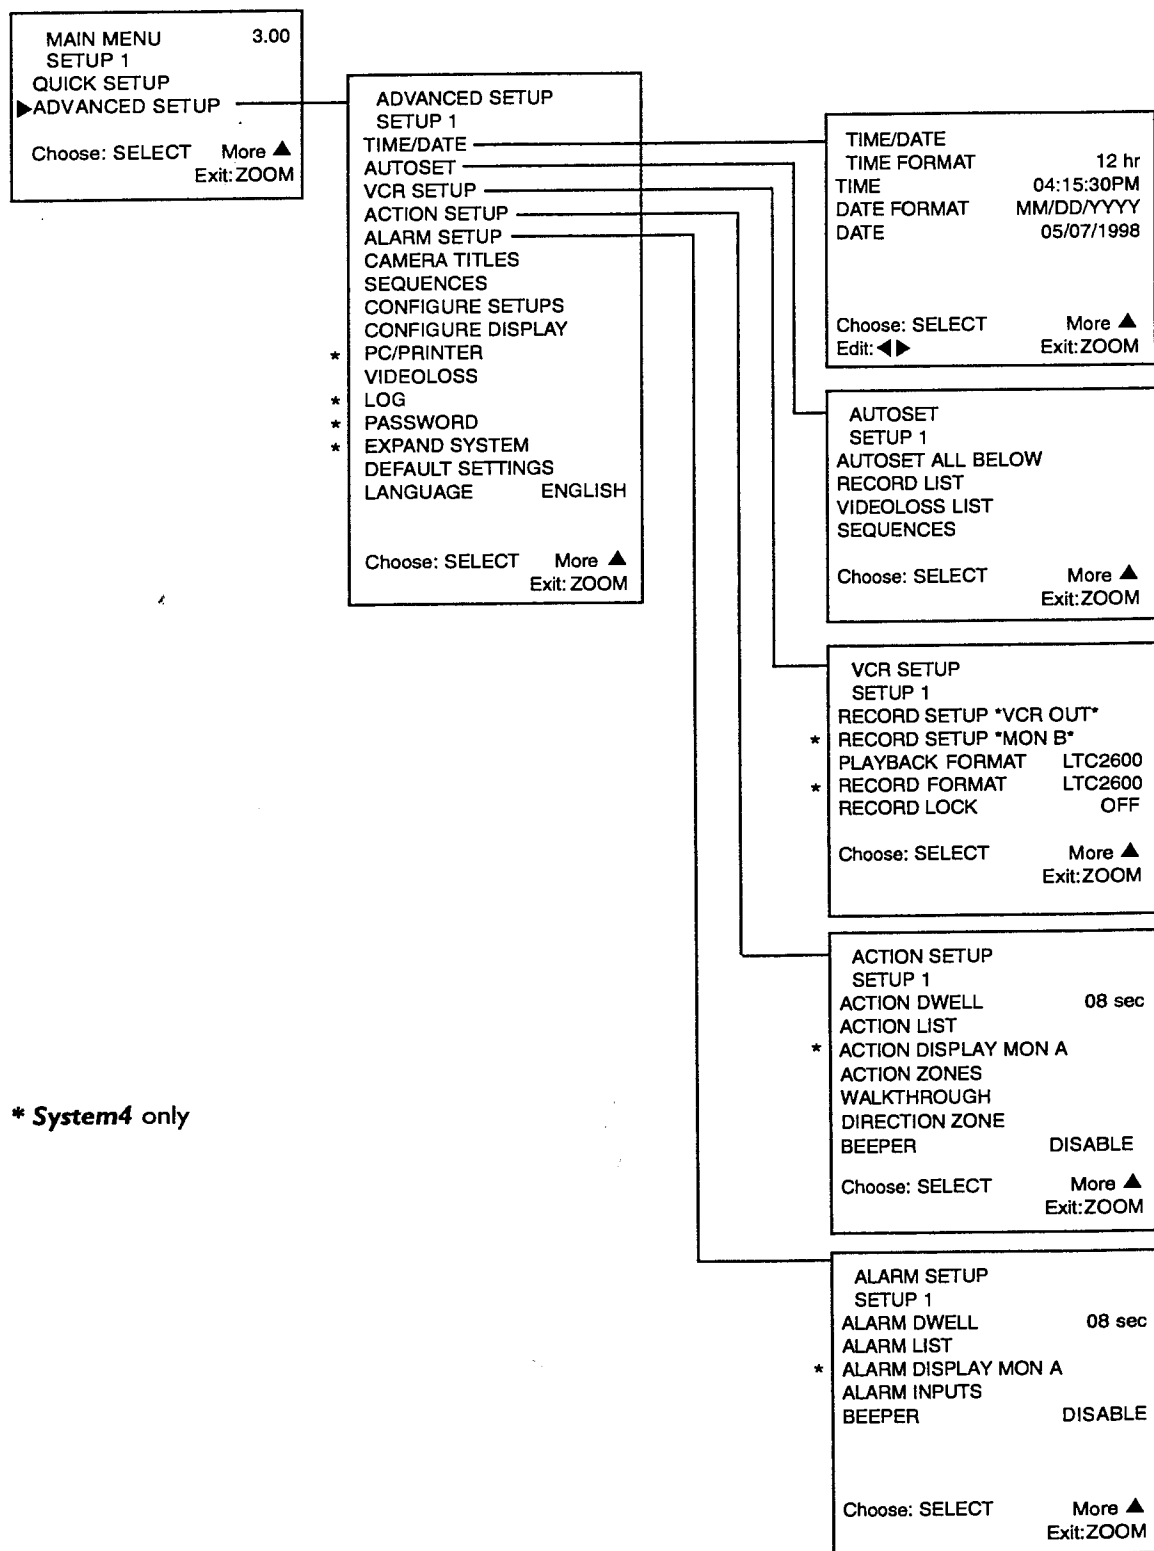 MAIN MENU 3.00
SETUP 1
QUICK SETUP
▶ADVANCED SETUP
Choose: SELECT More ▲
Exit: ZOOM
ADVANCED SETUP
SETUP 1
TIME/DATE
AUTOSET
VCR SETUP
ACTION SETUP
ALARM SETUP
CAMERA TITLES
SEQUENCES
CONFIGURE SETUPS
CONFIGURE DISPLAY
* PC/PRINTER
VIDEOLOSS
* LOG
* PASSWORD
* EXPAND SYSTEM
DEFAULT SETTINGS
LANGUAGE ENGLISH
Choose: SELECT More ▲
Exit: ZOOM
TIME/DATE
TIME FORMAT 12 hr
TIME 04:15:30PM
DATE FORMAT MM/DD/YYYY
DATE 05/07/1998
Choose: SELECT More ▲
Edit: ◀▶ Exit:ZOOM
AUTOSET
SETUP 1
AUTOSET ALL BELOW
RECORD LIST
VIDEOLOSS LIST
SEQUENCES
Choose: SELECT More ▲
Exit:ZOOM
VCR SETUP
SETUP 1
RECORD SETUP "VCR OUT"
* RECORD SETUP "MON B"
PLAYBACK FORMAT LTC2600
* RECORD FORMAT LTC2600
RECORD LOCK OFF
Choose: SELECT More ▲
Exit:ZOOM
ACTION SETUP
SETUP 1
ACTION DWELL 08 sec
ACTION LIST
* ACTION DISPLAY MON A
ACTION ZONES
WALKTHROUGH
DIRECTION ZONE
BEEPER DISABLE
Choose: SELECT More ▲
Exit:ZOOM
ALARM SETUP
SETUP 1
ALARM DWELL 08 sec
ALARM LIST
* ALARM DISPLAY MON A
ALARM INPUTS
BEEPER DISABLE
Choose: SELECT More ▲
Exit:ZOOM
* System4 only